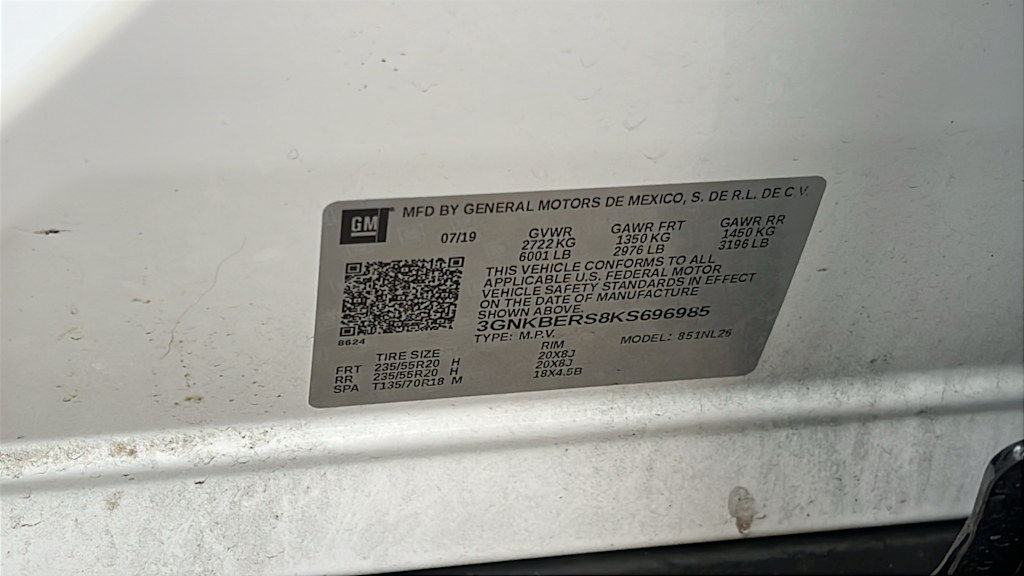 GM MFD BY GENERAL MOTORS DE MEXICO, S. DE R.L. DE C V.
07/19 GVWR GAWR FRT GAWR RR
2722 KG 1350 KG 1450 KG
6001 LB 2976 LB 3196 LB
THIS VEHICLE CONFORMS TO ALL
APPLICABLE U.S. FEDERAL MOTOR
VEHICLE SAFETY STANDARDS IN EFFECT
ON THE DATE OF MANUFACTURE
SHOWN ABOVE.
3GNKBERS8KS696985
8624 TYPE: M.P.V. MODEL: 851NL26
TIRE SIZE RIM
FRT 235/55R20 H 20X8J
RR 235/55R20 H 20X8J
SPA T135/70R18 M 18X4.5B